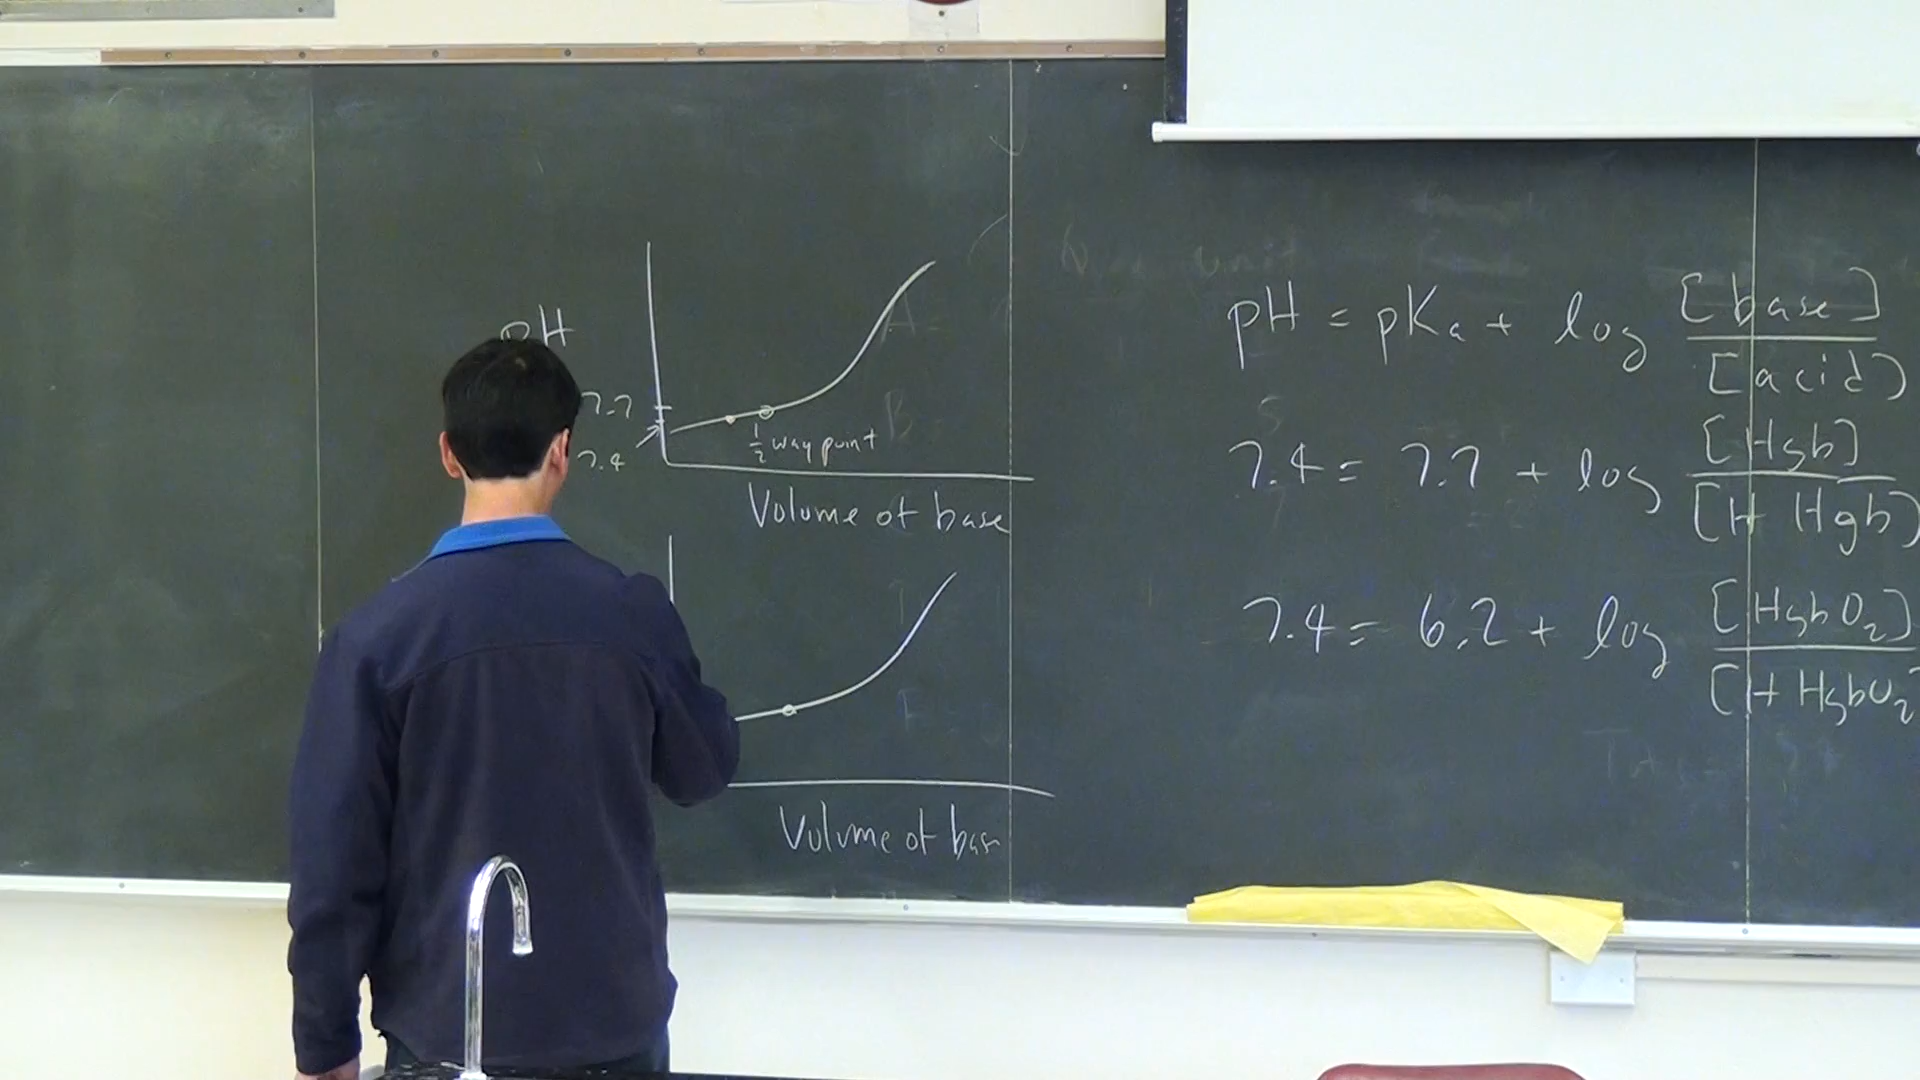 pH
7.7
7.4
1/2 way point
Volume of base
Volume of base
pH = pKa + log [base] / [acid]
7.4 = 7.7 + log [Hgb] / [H Hgb]
7.4 = 6.2 + log [HgbO2] / [H HgbO2]